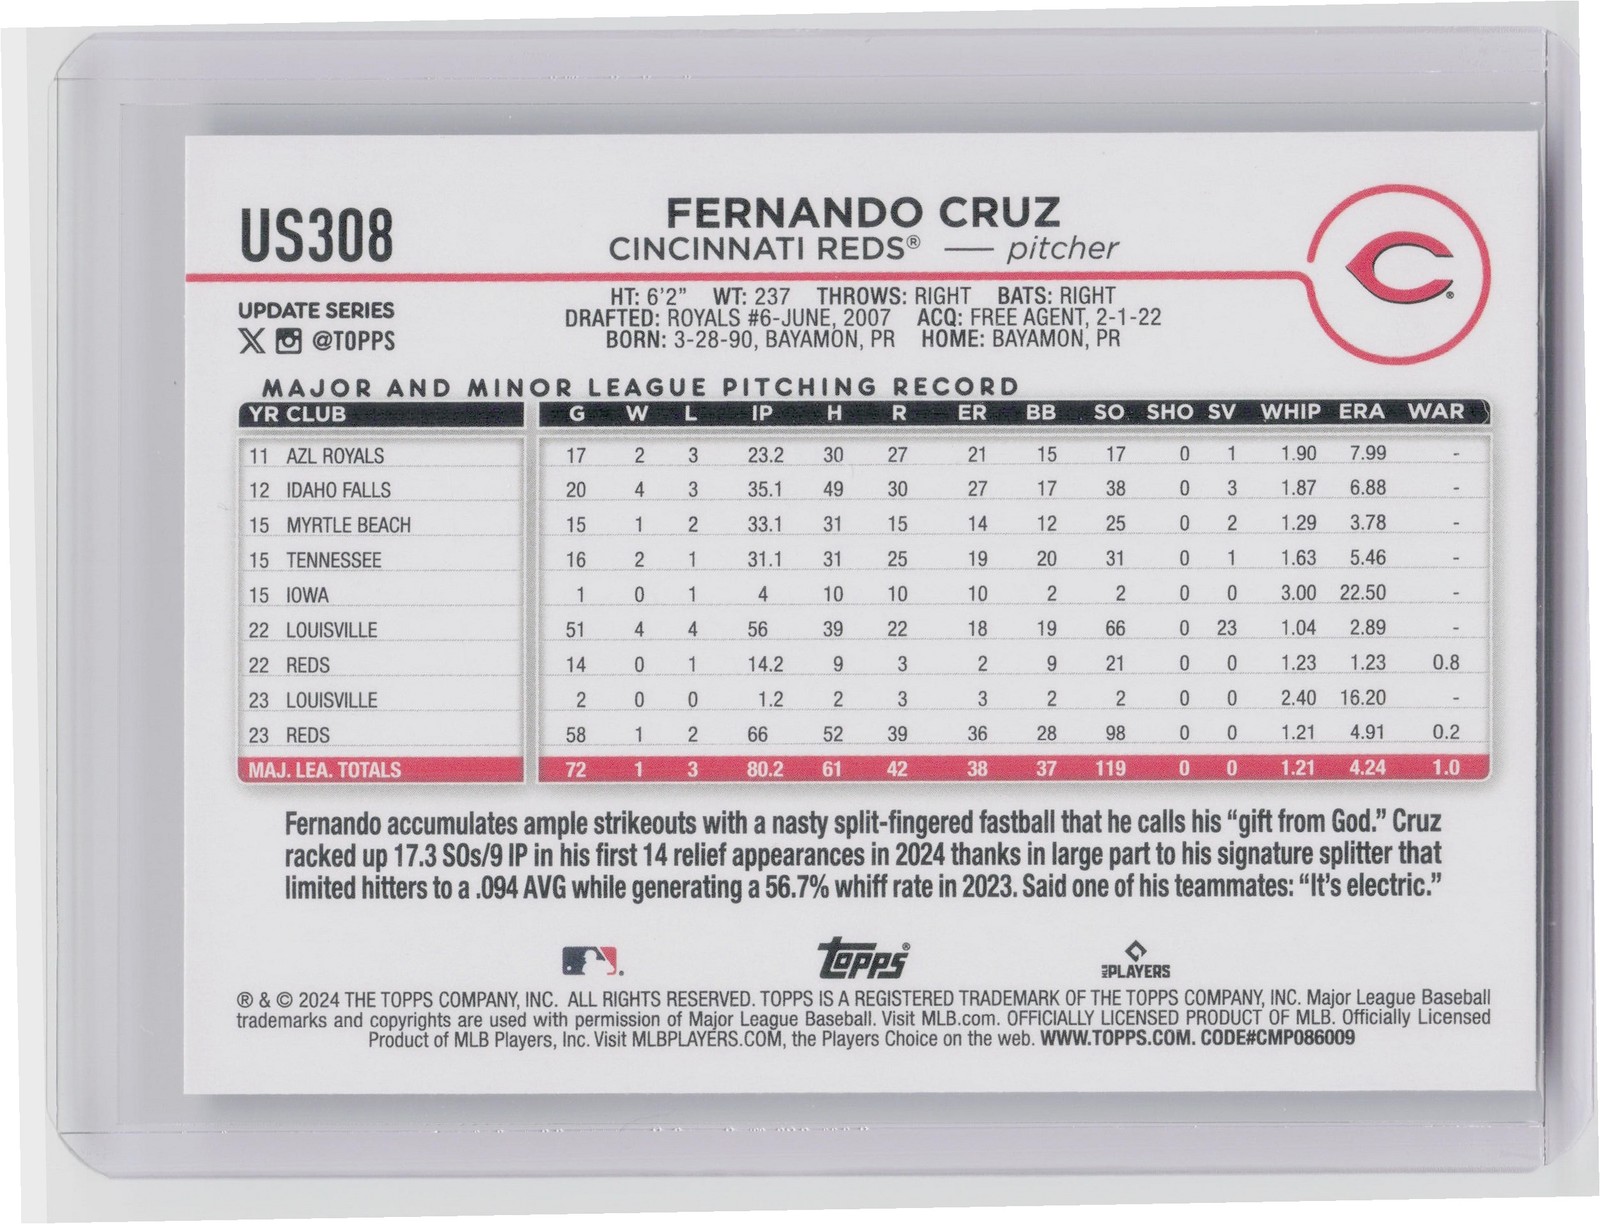 US308
FERNANDO CRUZ
CINCINNATI REDS® — pitcher
UPDATE SERIES
@TOPPS
HT: 6'2" WT: 237 THROWS: RIGHT BATS: RIGHT
DRAFTED: ROYALS #6-JUNE, 2007 ACQ: FREE AGENT, 2-1-22
BORN: 3-28-90, BAYAMON, PR HOME: BAYAMON, PR
MAJOR AND MINOR LEAGUE PITCHING RECORD
YR CLUB G W L IP H R ER BB SO SHO SV WHIP ERA WAR
11 AZL ROYALS 17 2 3 23.2 30 27 21 15 17 0 1 1.90 7.99 -
12 IDAHO FALLS 20 4 3 35.1 49 30 27 17 38 0 3 1.87 6.88 -
15 MYRTLE BEACH 15 1 2 33.1 31 15 14 12 25 0 2 1.29 3.78 -
15 TENNESSEE 16 2 1 31.1 31 25 19 20 31 0 1 1.63 5.46 -
15 IOWA 1 0 1 4 10 10 10 2 2 0 0 3.00 22.50 -
22 LOUISVILLE 51 4 4 56 39 22 18 19 66 0 23 1.04 2.89 -
22 REDS 14 0 1 14.2 9 3 2 9 21 0 0 1.23 1.23 0.8
23 LOUISVILLE 2 0 0 1.2 2 3 3 2 2 0 0 2.40 16.20 -
23 REDS 58 1 2 66 52 39 36 28 98 0 0 1.21 4.91 0.2
MAJ. LEA. TOTALS 72 1 3 80.2 61 42 38 37 119 0 0 1.21 4.24 1.0
Fernando accumulates ample strikeouts with a nasty split-fingered fastball that he calls his "gift from God." Cruz
racked up 17.3 SOs/9 IP in his first 14 relief appearances in 2024 thanks in large part to his signature splitter that
limited hitters to a .094 AVG while generating a 56.7% whiff rate in 2023. Said one of his teammates: "It's electric."
Topps®
MLB PLAYERS
® & © 2024 THE TOPPS COMPANY, INC. ALL RIGHTS RESERVED. TOPPS IS A REGISTERED TRADEMARK OF THE TOPPS COMPANY, INC. Major League Baseball
trademarks and copyrights are used with permission of Major League Baseball. Visit MLB.com. OFFICIALLY LICENSED PRODUCT OF MLB. Officially Licensed
Product of MLB Players, Inc. Visit MLBPLAYERS.COM, the Players Choice on the web. WWW.TOPPS.COM. CODE#CMP086009